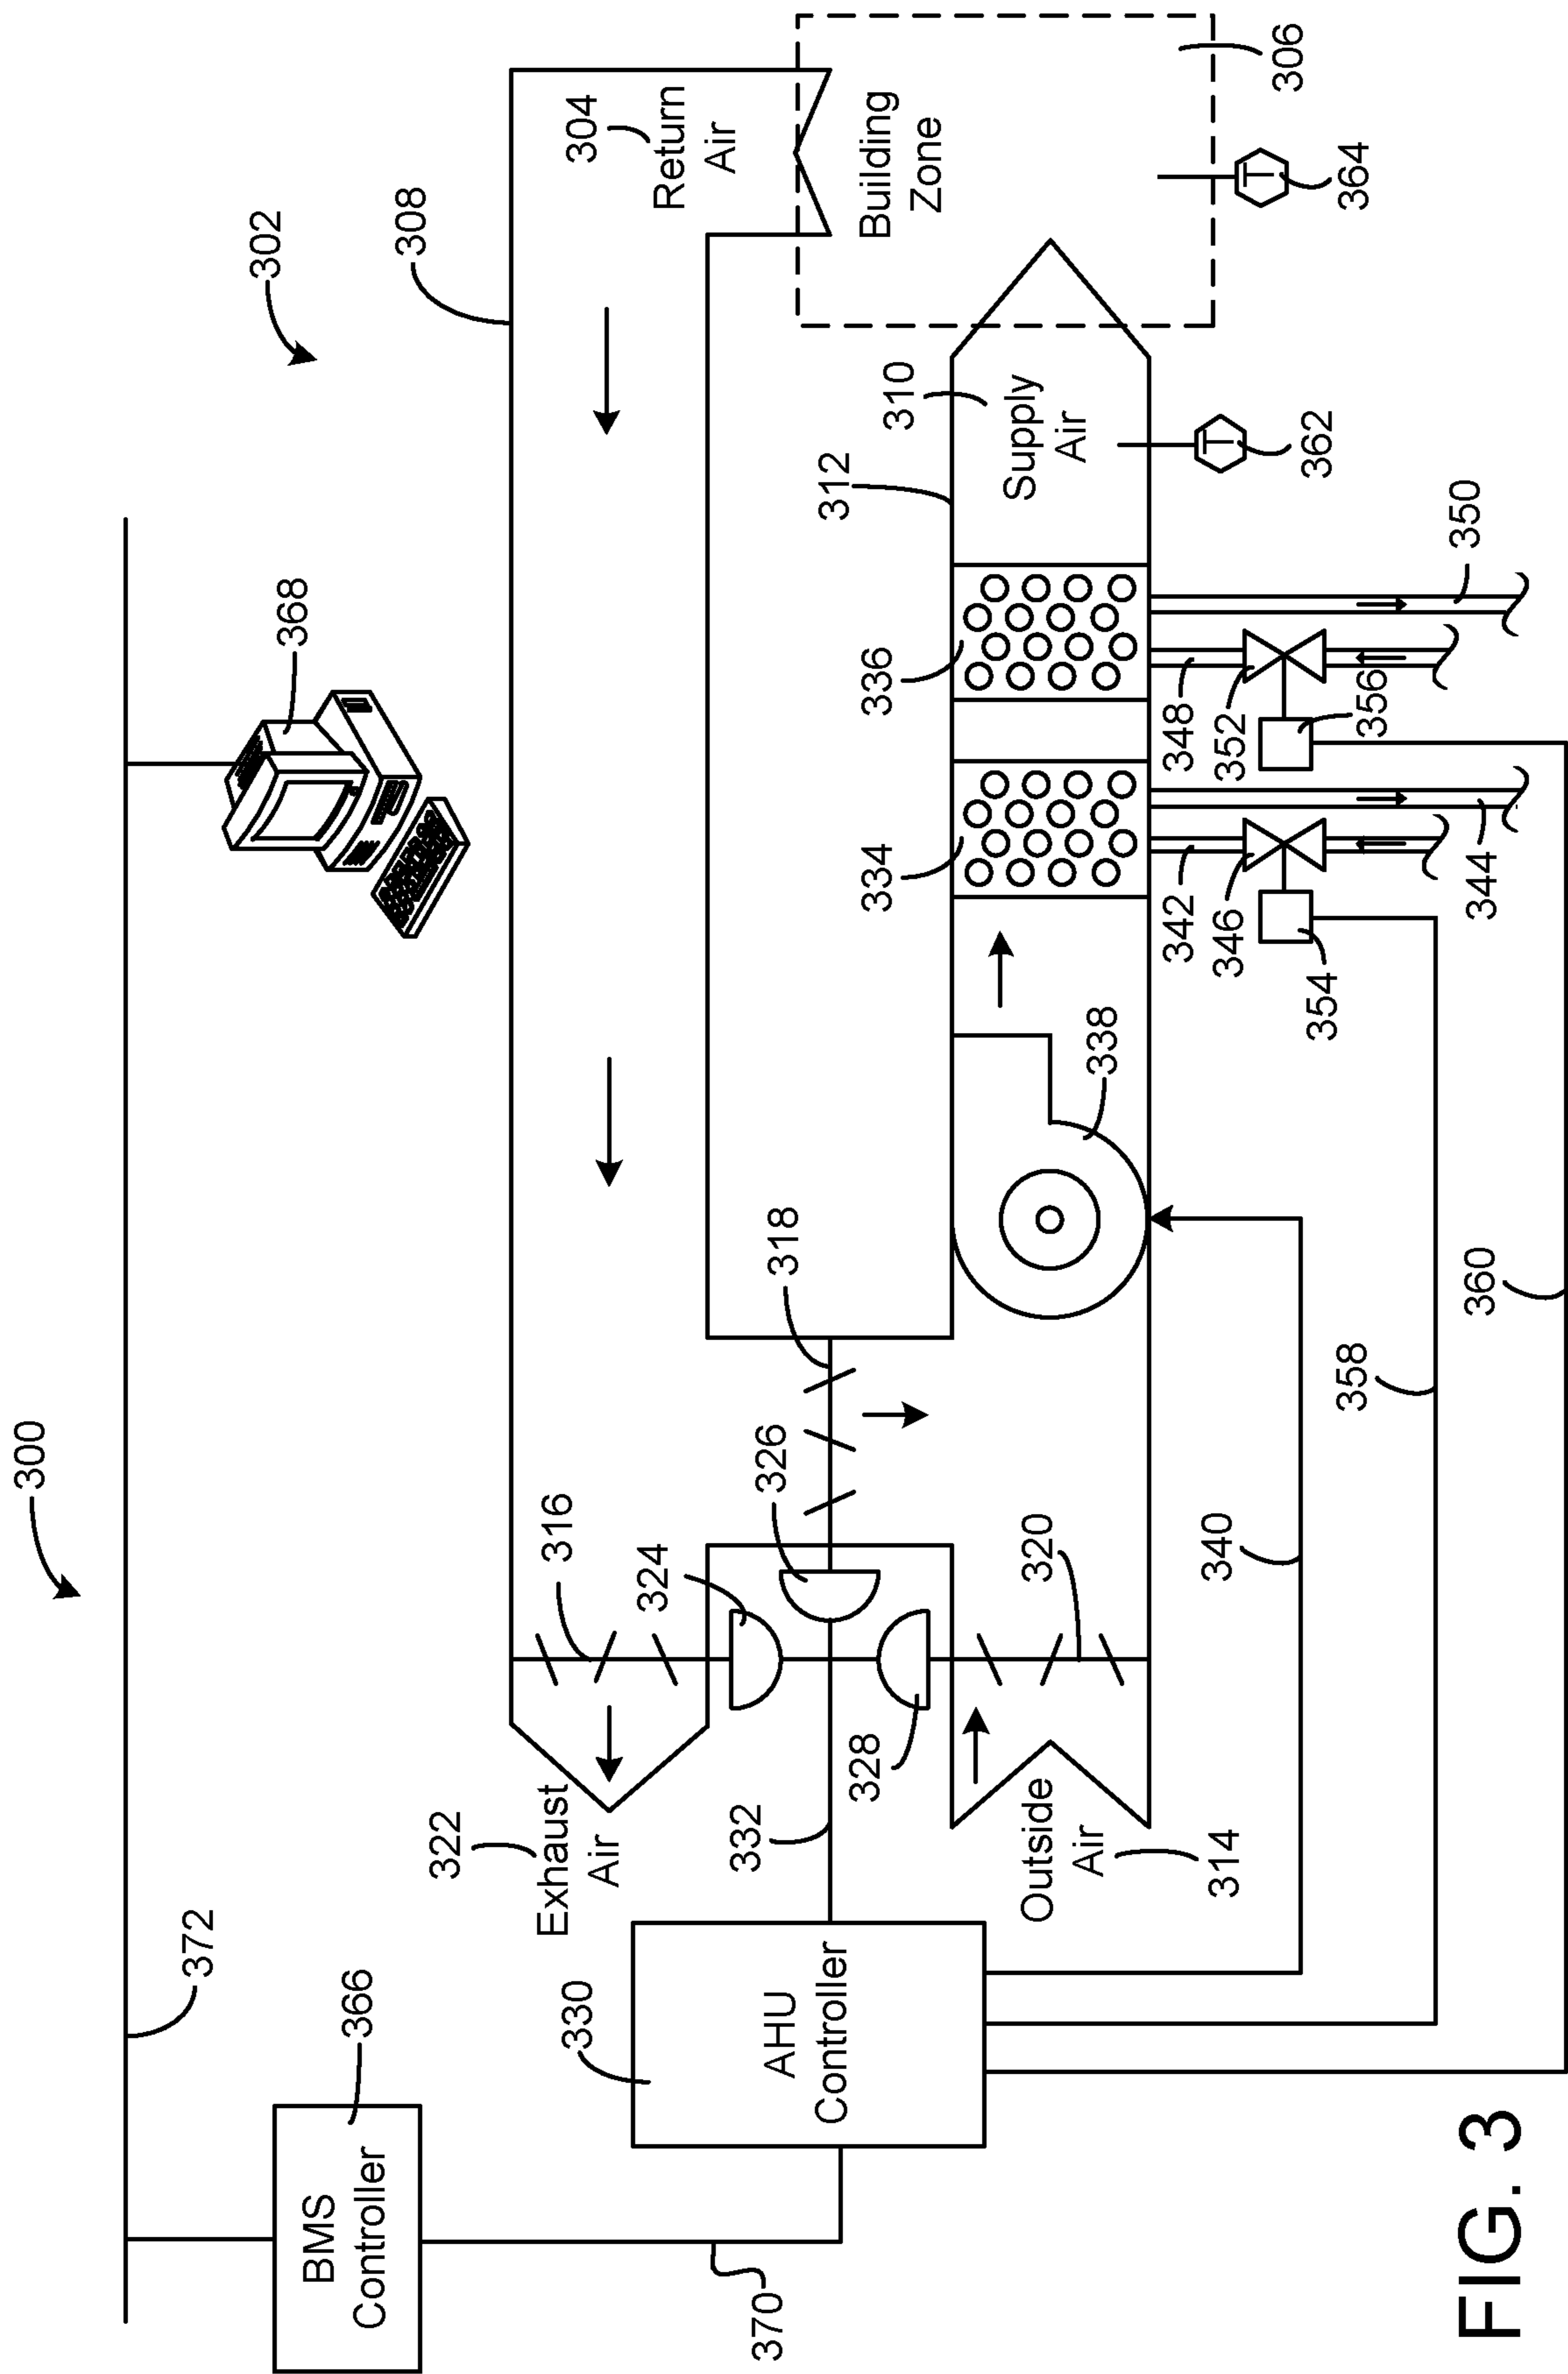 300
372
366
BMS
Controller
370
368
302
308
304
Return
Air
Building
Zone
306
364
316
324
318
326
322
Exhaust
Air
332
328
330
AHU
Controller
Outside
Air
314
320
312
310
Supply
Air
362
336
334
338
348
352
356
350
342
346
354
344
340
358
360
T
T
FIG. 3